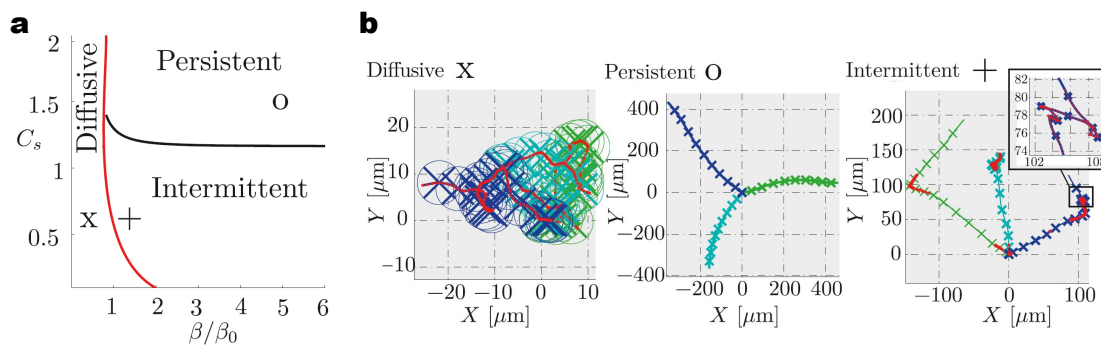 a
2
1.5
C_s
1
0.5
Diffusive
Persistent
o
Intermittent
x +
1 2 3 4 5 6
β/β₀
b
Diffusive x
20
10
0
−10
Y [μm]
−20 −10 0 10
X [μm]
Persistent o
400
200
0
−200
−400
Y [μm]
−200 0 200 400
X [μm]
Intermittent +
200
150
100
50
0
Y [μm]
−100 0 100
X [μm]
82
80
78
76
74
102 108